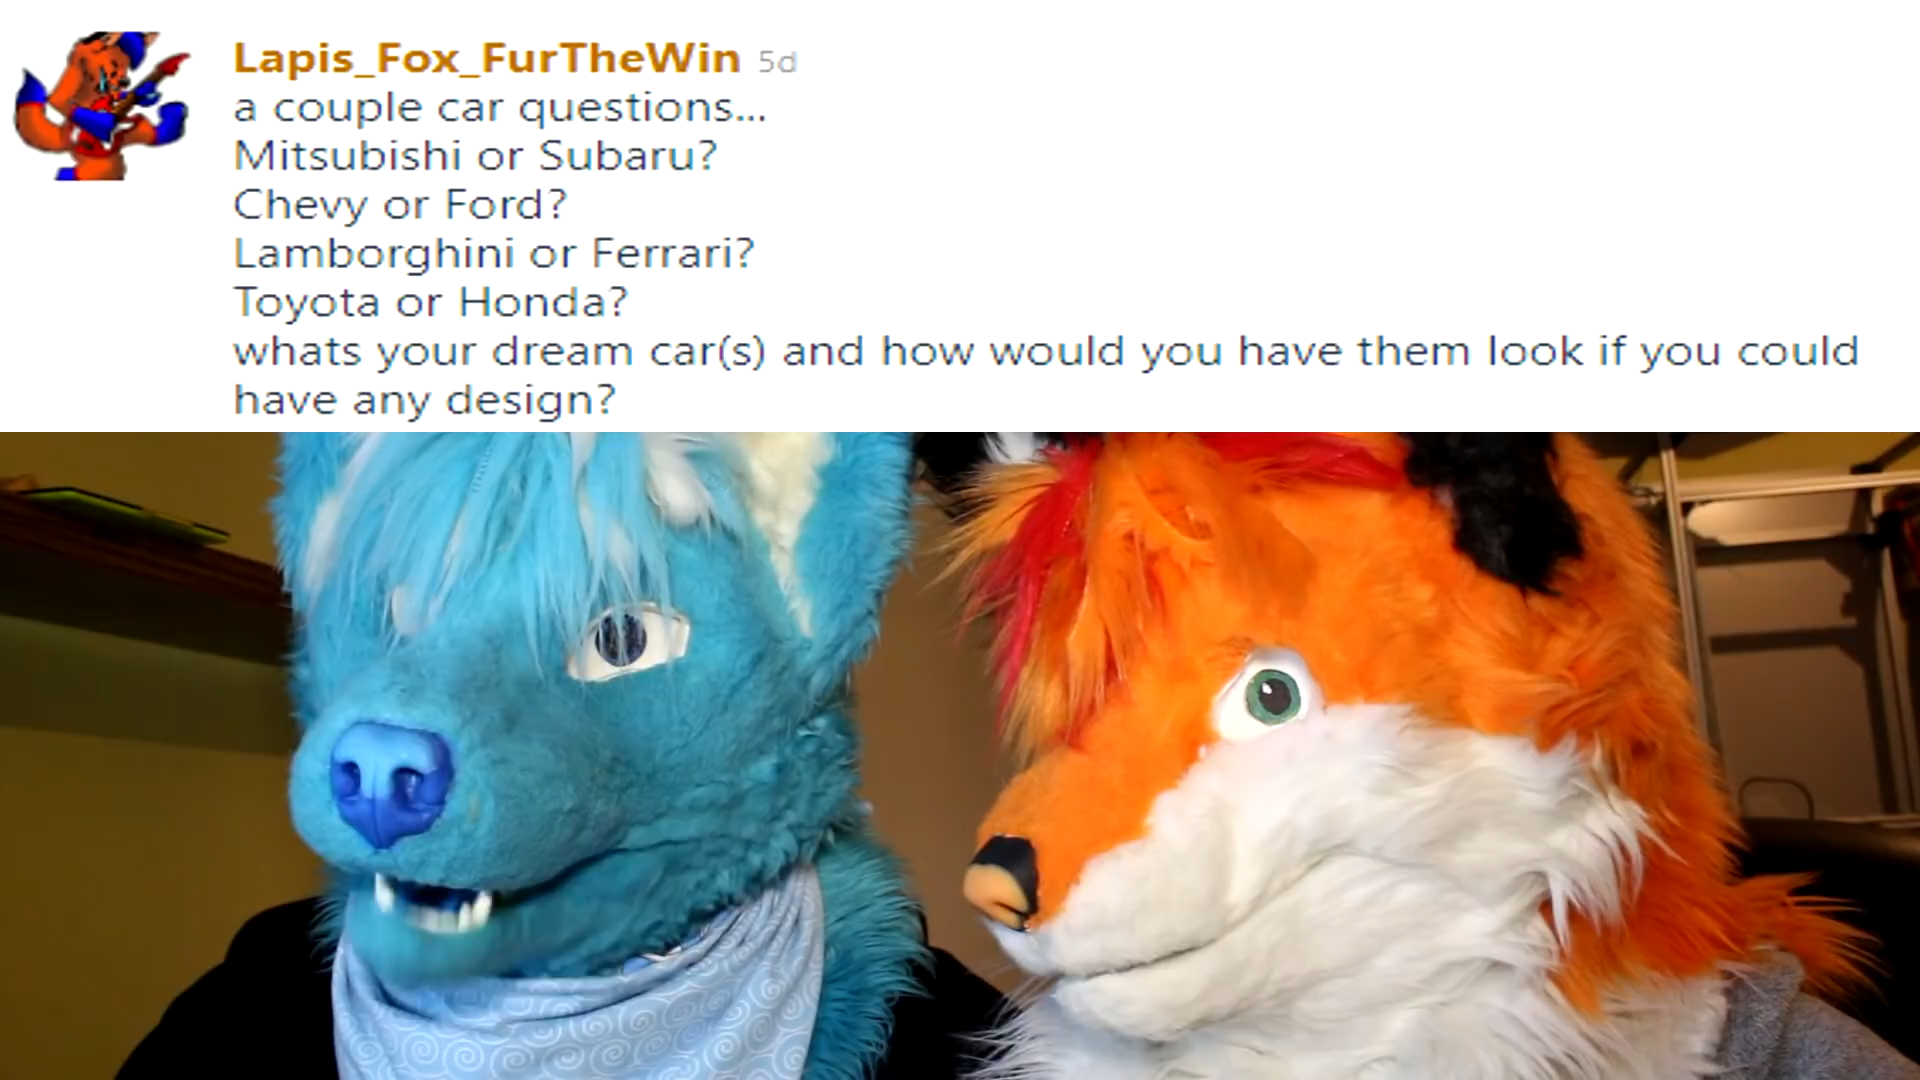 Lapis_Fox_FurTheWin 5d
a couple car questions...
Mitsubishi or Subaru?
Chevy or Ford?
Lamborghini or Ferrari?
Toyota or Honda?
whats your dream car(s) and how would you have them look if you could
have any design?